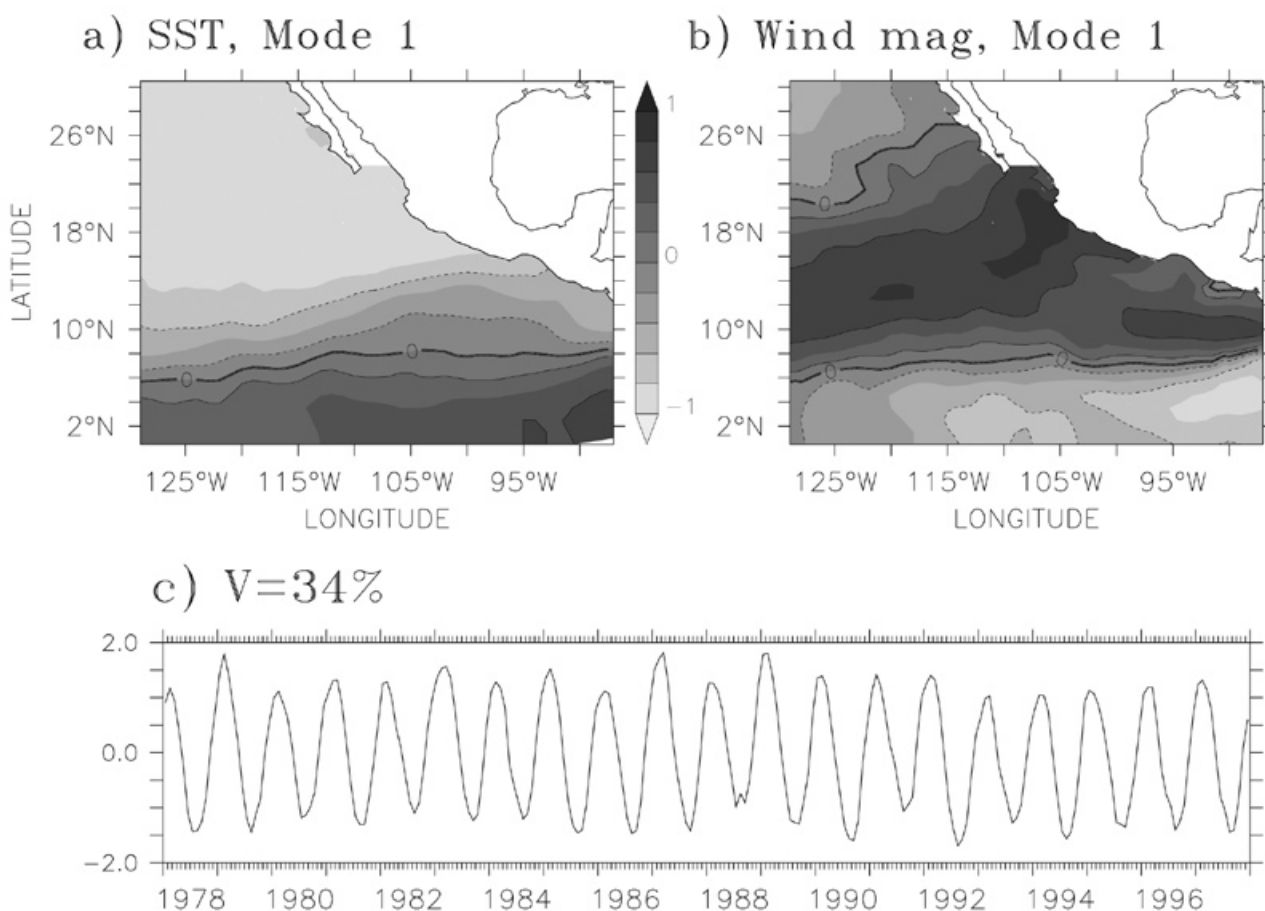 a) SST, Mode 1
b) Wind mag, Mode 1
LATITUDE
26°N
18°N
10°N
2°N
0
0
125°W 115°W 105°W 95°W
LONGITUDE
1
0
-1
26°N
18°N
10°N
2°N
0
0
0
125°W 115°W 105°W 95°W
LONGITUDE
c) V=34%
2.0
0.0
-2.0
1978 1980 1982 1984 1986 1988 1990 1992 1994 1996